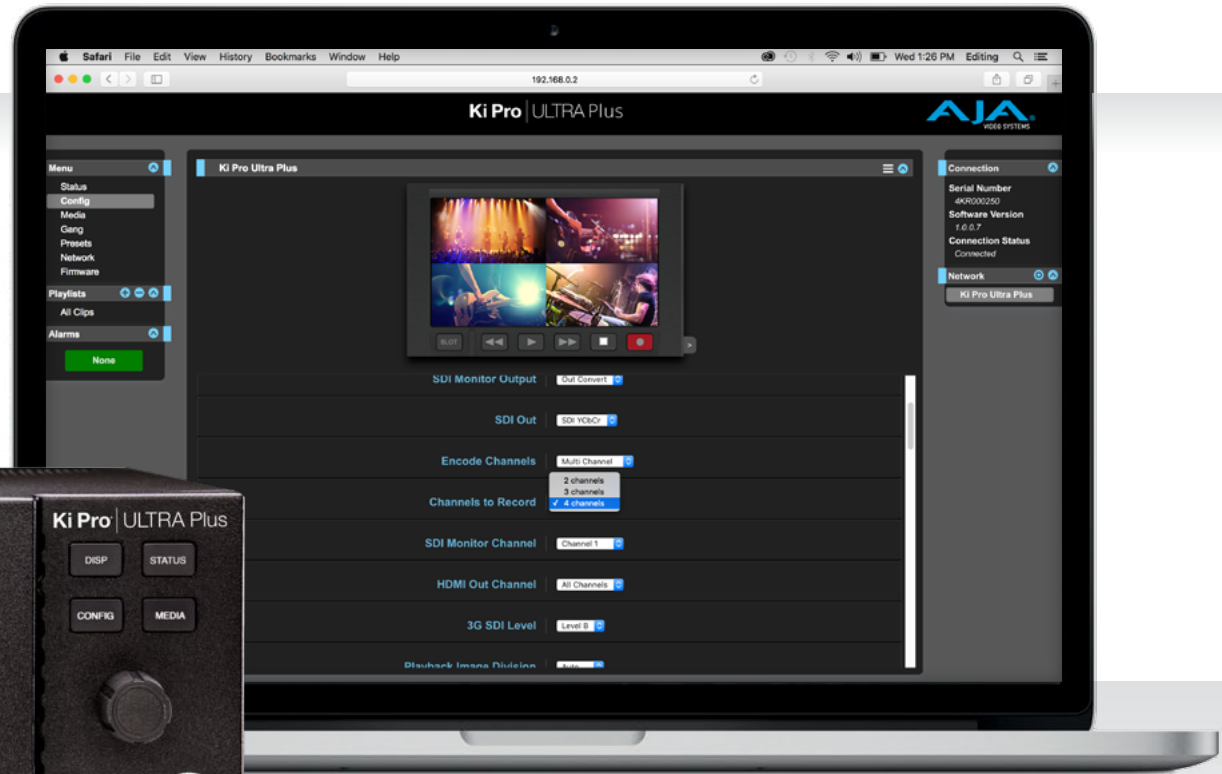 Safari File Edit View History Bookmarks Window Help Wed 1:26 PM Editing
192.168.0.2
Ki Pro ULTRA Plus
AJA
VIDEO SYSTEMS
Menu
Status
Config
Media
Gang
Presets
Network
Firmware
Playlists
All Clips
Alarms
None
Ki Pro Ultra Plus
SLOT
SDI Monitor Output Out Convert
SDI Out SDI YCbCr
Encode Channels Multi Channel
2 channels
3 channels
Channels to Record ✓ 4 channels
SDI Monitor Channel Channel 1
HDMI Out Channel All Channels
3G SDI Level Level B
Playback Image Division Auto
Connection
Serial Number
4KR000250
Software Version
1.0.0.7
Connection Status
Connected
Network
Ki Pro Ultra Plus
Ki Pro ULTRA Plus
DISP STATUS
CONFIG MEDIA